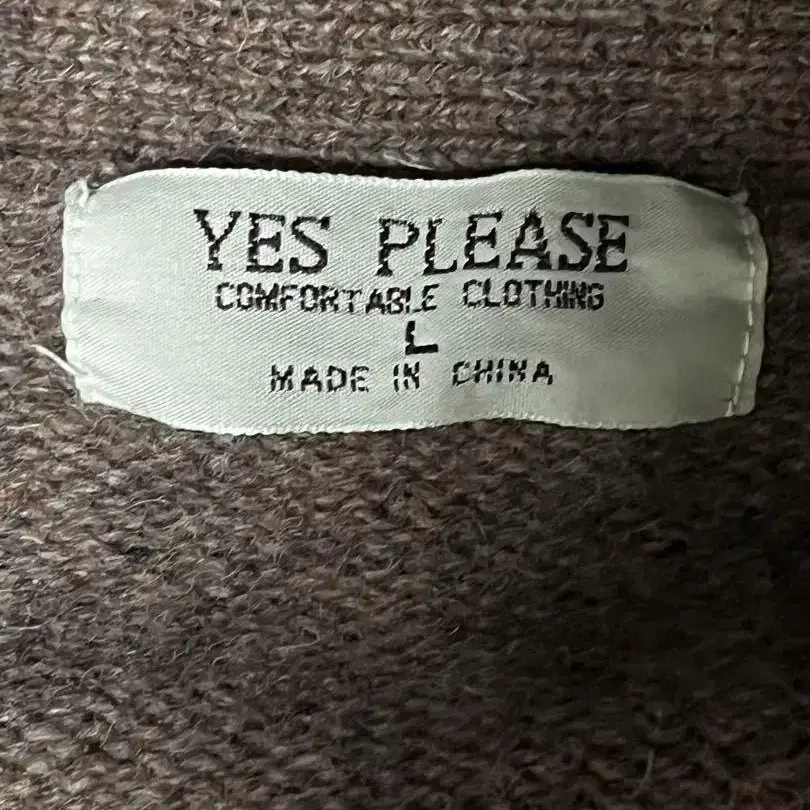 YES PLEASE
COMFORTABLE CLOTHING
L
MADE IN CHINA